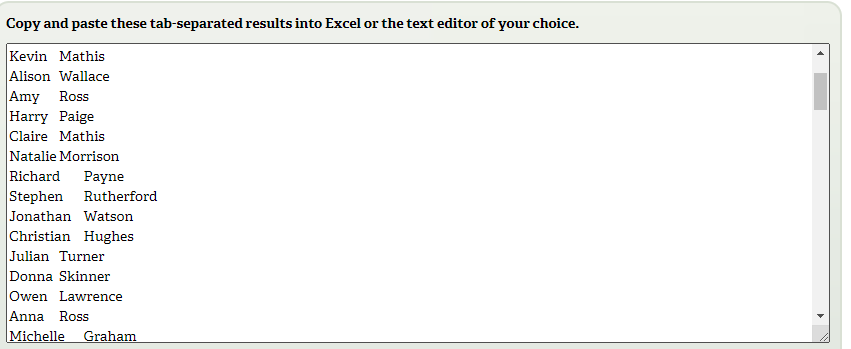 Copy and paste these tab-separated results into Excel or the text editor of your choice.
Kevin	Mathis
Alison	Wallace
Amy	Ross
Harry	Paige
Claire	Mathis
Natalie	Morrison
Richard	Payne
Stephen	Rutherford
Jonathan	Watson
Christian	Hughes
Julian	Turner
Donna	Skinner
Owen	Lawrence
Anna	Ross
Michelle	Graham